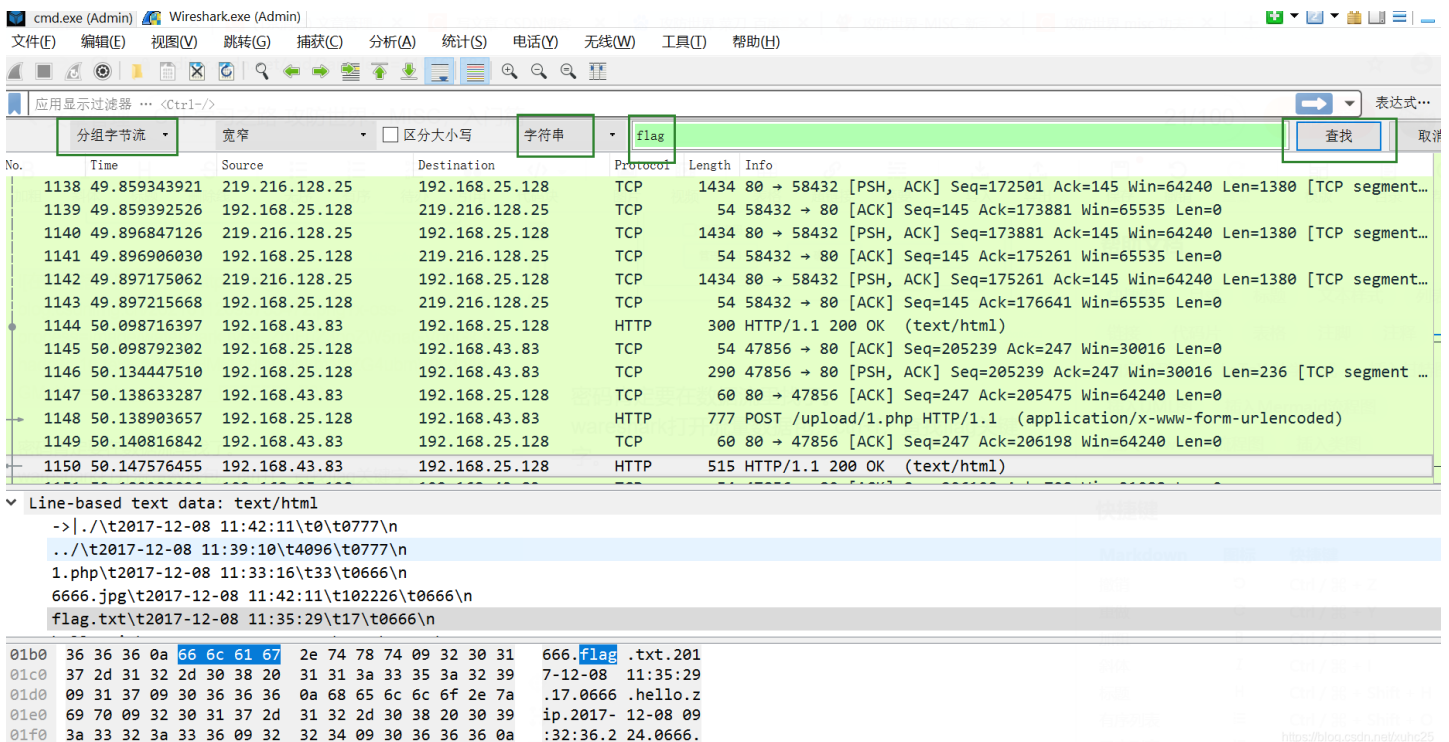 cmd.exe (Admin) Wireshark.exe (Admin)
文件(F) 编辑(E) 视图(V) 跳转(G) 捕获(C) 分析(A) 统计(S) 电话(Y) 无线(W) 工具(T) 帮助(H)
应用显示过滤器 … <Ctrl-/> 表达式…
分组字节流 宽窄 区分大小写 字符串 flag 查找 取消
No. Time Source Destination Protocol Length Info
1138 49.859343921 219.216.128.25 192.168.25.128 TCP 1434 80 → 58432 [PSH, ACK] Seq=172501 Ack=145 Win=64240 Len=1380 [TCP segment…
1139 49.859392526 192.168.25.128 219.216.128.25 TCP 54 58432 → 80 [ACK] Seq=145 Ack=173881 Win=65535 Len=0
1140 49.896847126 219.216.128.25 192.168.25.128 TCP 1434 80 → 58432 [PSH, ACK] Seq=173881 Ack=145 Win=64240 Len=1380 [TCP segment…
1141 49.896906030 192.168.25.128 219.216.128.25 TCP 54 58432 → 80 [ACK] Seq=145 Ack=175261 Win=65535 Len=0
1142 49.897175062 219.216.128.25 192.168.25.128 TCP 1434 80 → 58432 [PSH, ACK] Seq=175261 Ack=145 Win=64240 Len=1380 [TCP segment…
1143 49.897215668 192.168.25.128 219.216.128.25 TCP 54 58432 → 80 [ACK] Seq=145 Ack=176641 Win=65535 Len=0
1144 50.098716397 192.168.43.83 192.168.25.128 HTTP 300 HTTP/1.1 200 OK (text/html)
1145 50.098792302 192.168.25.128 192.168.43.83 TCP 54 47856 → 80 [ACK] Seq=205239 Ack=247 Win=30016 Len=0
1146 50.134447510 192.168.25.128 192.168.43.83 TCP 290 47856 → 80 [PSH, ACK] Seq=205239 Ack=247 Win=30016 Len=236 [TCP segment …
1147 50.138633287 192.168.43.83 192.168.25.128 TCP 60 80 → 47856 [ACK] Seq=247 Ack=205475 Win=64240 Len=0
1148 50.138903657 192.168.25.128 192.168.43.83 HTTP 777 POST /upload/1.php HTTP/1.1 (application/x-www-form-urlencoded)
1149 50.140816842 192.168.43.83 192.168.25.128 TCP 60 80 → 47856 [ACK] Seq=247 Ack=206198 Win=64240 Len=0
1150 50.147576455 192.168.43.83 192.168.25.128 HTTP 515 HTTP/1.1 200 OK (text/html)
Line-based text data: text/html
->|./\t2017-12-08 11:42:11\t0\t0777\n
../\t2017-12-08 11:39:10\t4096\t0777\n
1.php\t2017-12-08 11:33:16\t33\t0666\n
6666.jpg\t2017-12-08 11:42:11\t102226\t0666\n
flag.txt\t2017-12-08 11:35:29\t17\t0666\n
01b0 36 36 36 0a 66 6c 61 67 2e 74 78 74 09 32 30 31 666.flag .txt.201
01c0 37 2d 31 32 2d 30 38 20 31 31 3a 33 35 3a 32 39 7-12-08 11:35:29
01d0 09 31 37 09 30 36 36 36 0a 68 65 6c 6c 6f 2e 7a .17.0666 .hello.z
01e0 69 70 09 32 30 31 37 2d 31 32 2d 30 38 20 30 39 ip.2017- 12-08 09
01f0 3a 33 32 3a 33 36 09 32 32 34 09 30 36 36 36 0a :32:36.2 24.0666.
https://blog.csdn.net/xuhc25